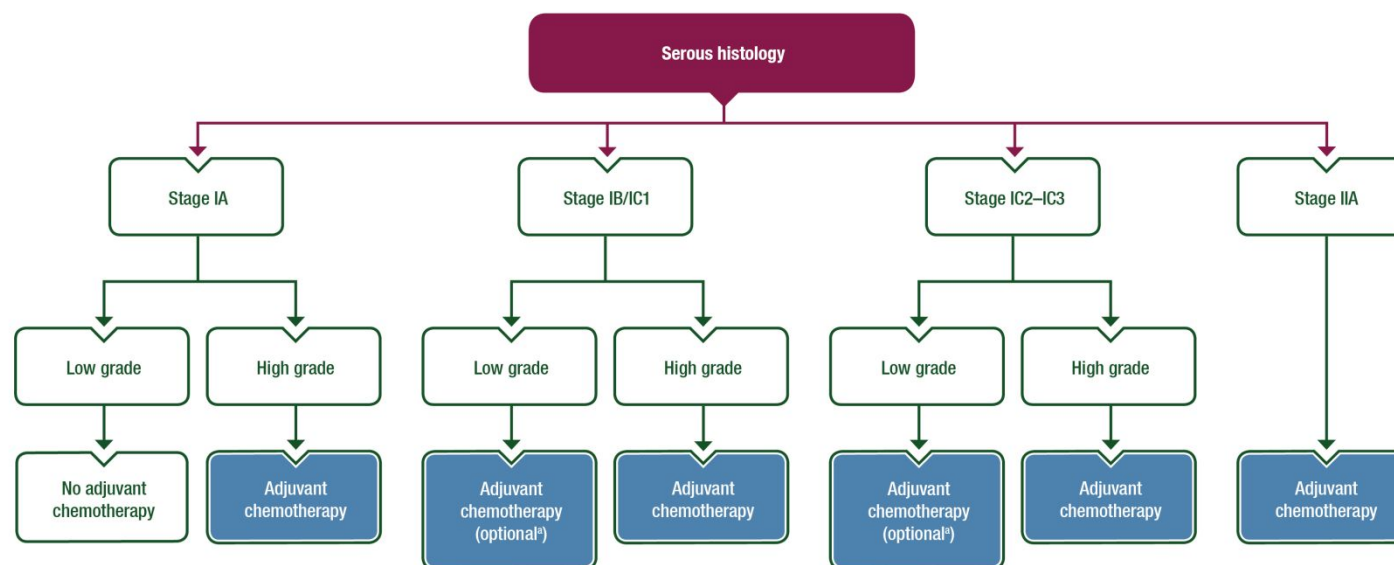 Serous histology
Stage IA
Stage IB/IC1
Stage IC2–IC3
Stage IIA
Low grade
High grade
Low grade
High grade
Low grade
High grade
No adjuvant
chemotherapy
Adjuvant
chemotherapy
Adjuvant
chemotherapy
(optionalᵃ)
Adjuvant
chemotherapy
Adjuvant
chemotherapy
(optionalᵃ)
Adjuvant
chemotherapy
Adjuvant
chemotherapy